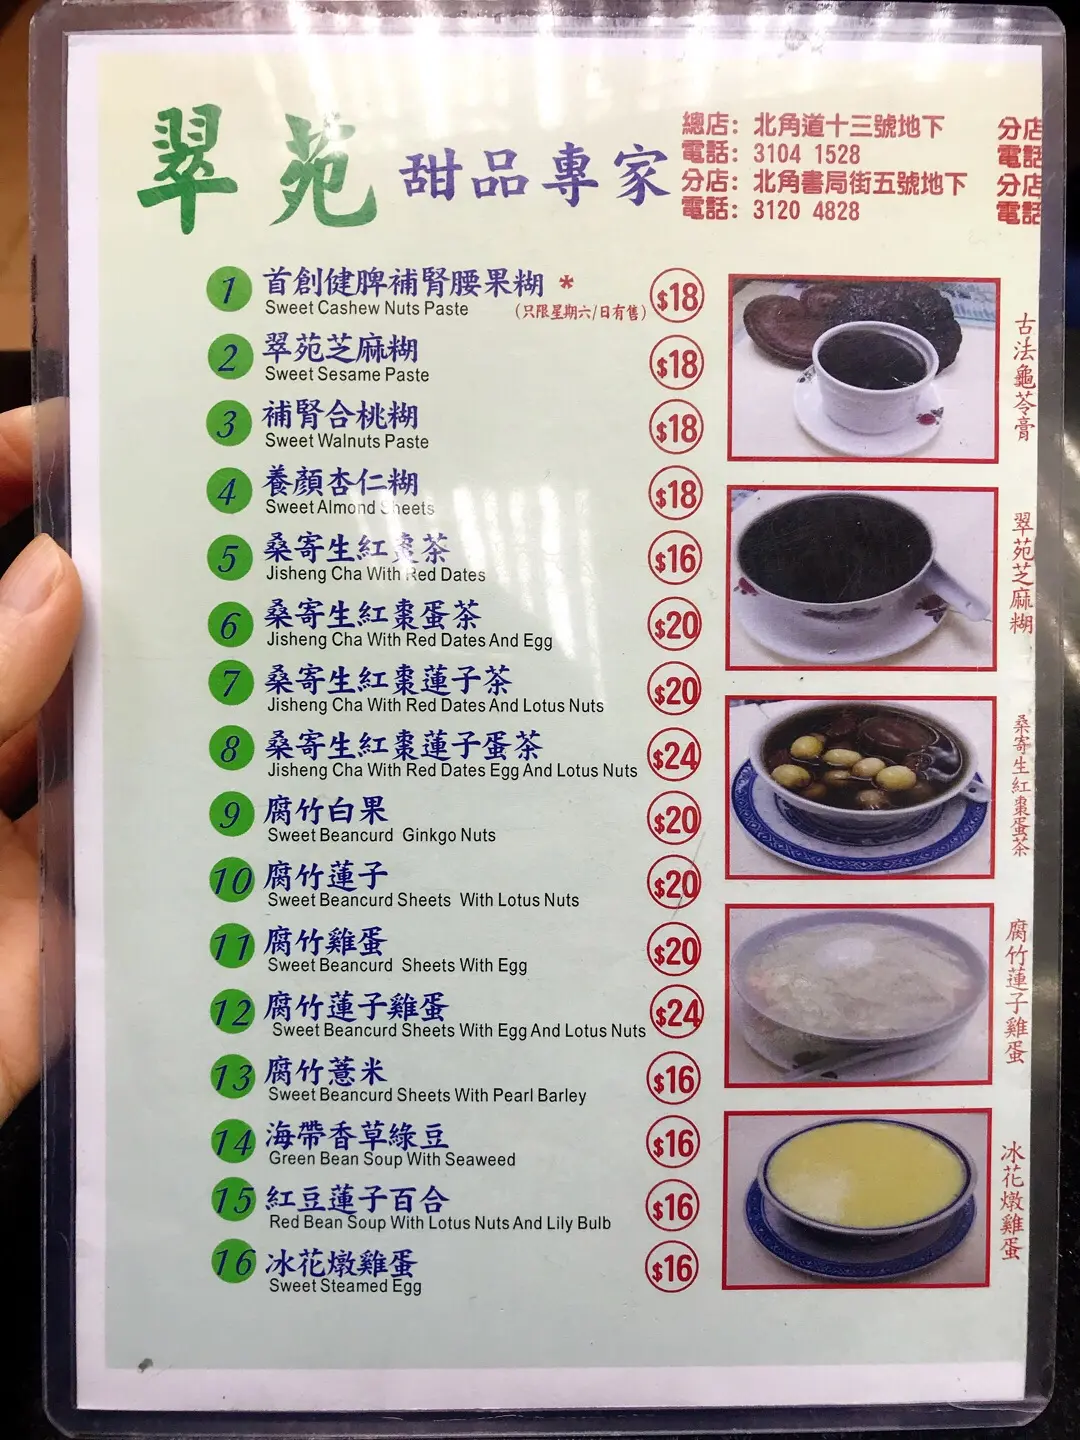 翠苑 甜品專家
總店：北角道十三號地下
電話：3104 1528
分店：北角書局街五號地下
電話：3120 4828
分店
電話
分店
電話
1 首創健脾補腎腰果糊 * $18
Sweet Cashew Nuts Paste (只限星期六/日有售)
2 翠苑芝麻糊 $18
Sweet Sesame Paste
3 補腎合桃糊 $18
Sweet Walnuts Paste
4 養顏杏仁糊 $18
Sweet Almond Sheets
5 桑寄生紅棗茶 $16
Jisheng Cha With Red Dates
6 桑寄生紅棗蛋茶 $20
Jisheng Cha With Red Dates And Egg
7 桑寄生紅棗蓮子茶 $20
Jisheng Cha With Red Dates And Lotus Nuts
8 桑寄生紅棗蓮子蛋茶 $24
Jisheng Cha With Red Dates Egg And Lotus Nuts
9 腐竹白果 $20
Sweet Beancurd Ginkgo Nuts
10 腐竹蓮子 $20
Sweet Beancurd Sheets With Lotus Nuts
11 腐竹雞蛋 $20
Sweet Beancurd Sheets With Egg
12 腐竹蓮子雞蛋 $24
Sweet Beancurd Sheets With Egg And Lotus Nuts
13 腐竹薏米 $16
Sweet Beancurd Sheets With Pearl Barley
14 海帶香草綠豆 $16
Green Bean Soup With Seaweed
15 紅豆蓮子百合 $16
Red Bean Soup With Lotus Nuts And Lily Bulb
16 冰花燉雞蛋 $16
Sweet Steamed Egg
古法龜苓膏
翠苑芝麻糊
桑寄生紅棗蛋茶
腐竹蓮子雞蛋
冰花燉雞蛋